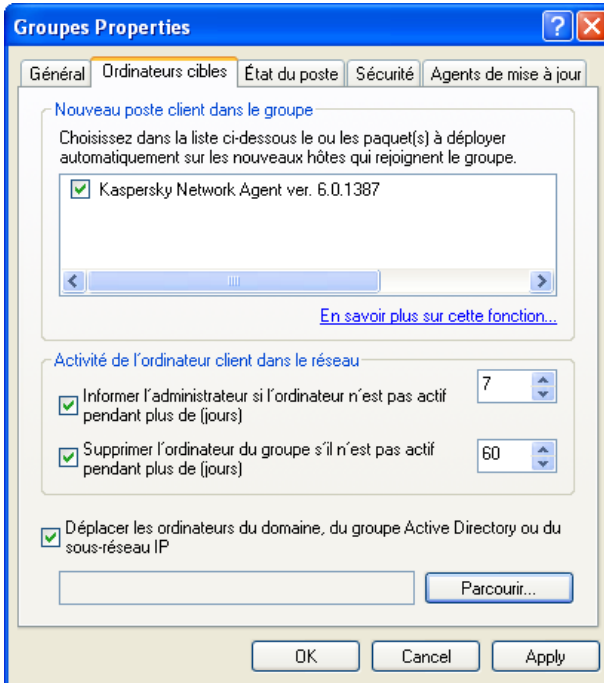 Groupes Properties
Général Ordinateurs cibles État du poste Sécurité Agents de mise à jour
Nouveau poste client dans le groupe
Choisissez dans la liste ci-dessous le ou les paquet(s) à déployer
automatiquement sur les nouveaux hôtes qui rejoignent le groupe.
Kaspersky Network Agent ver. 6.0.1387
En savoir plus sur cette fonction...
Activité de l´ordinateur client dans le réseau
Informer l´administrateur si l´ordinateur n´est pas actif
pendant plus de (jours)
7
Supprimer l´ordinateur du groupe s´il n´est pas actif
pendant plus de (jours)
60
Déplacer les ordinateurs du domaine, du groupe Active Directory ou du
sous-réseau IP
Parcourir...
OK Cancel Apply